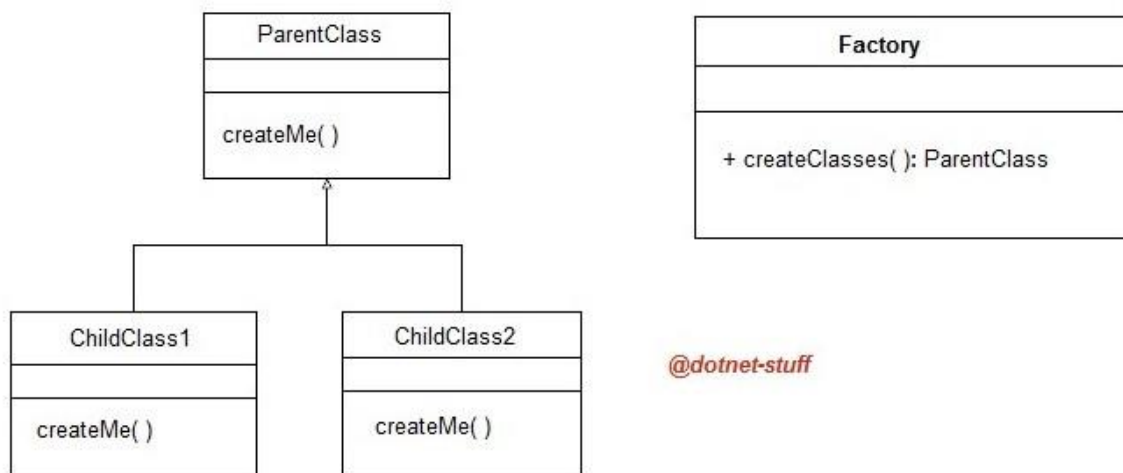 ParentClass
createMe( )
Factory
+ createClasses( ): ParentClass
ChildClass1
createMe( )
ChildClass2
createMe( )
@dotnet-stuff